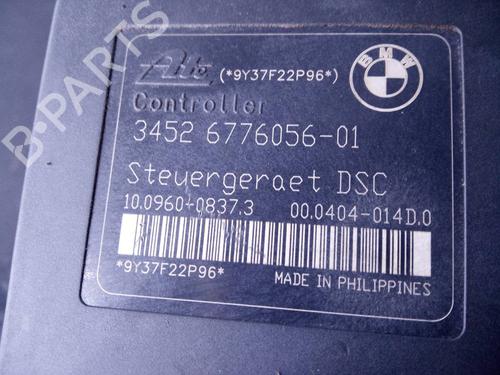 Ate (*9Y37F22P96*)
BMW
Controller
3452 6776056-01
Steuergeraet DSC
10.0960-0837.3 00.0404-014D.0
*9Y37F22P96*
MADE IN PHILIPPINES
B-PARTS